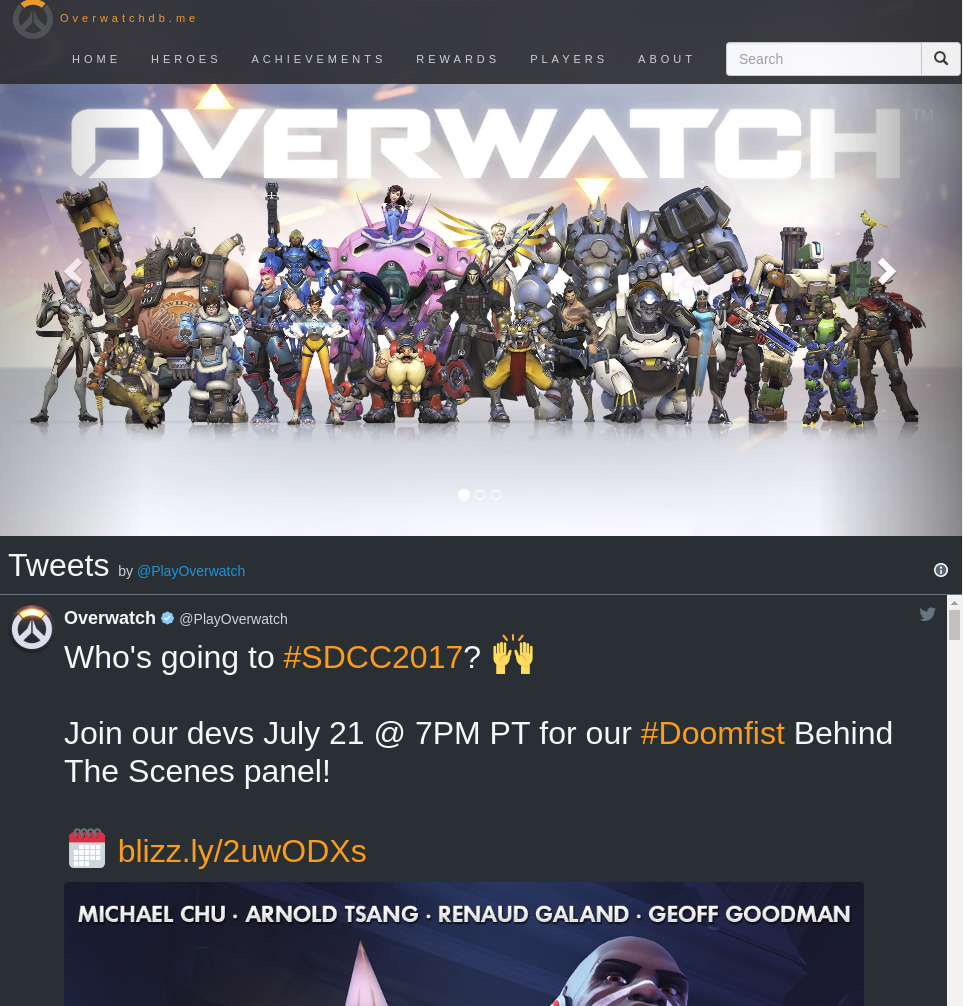 Overwatchdb.me
HOME HEROES ACHIEVEMENTS REWARDS PLAYERS ABOUT Search
OVERWATCH TM
Tweets by @PlayOverwatch
Overwatch @PlayOverwatch
Who's going to #SDCC2017? 🙌
Join our devs July 21 @ 7PM PT for our #Doomfist Behind
The Scenes panel!
🗓 blizz.ly/2uwODXs
MICHAEL CHU · ARNOLD TSANG · RENAUD GALAND · GEOFF GOODMAN